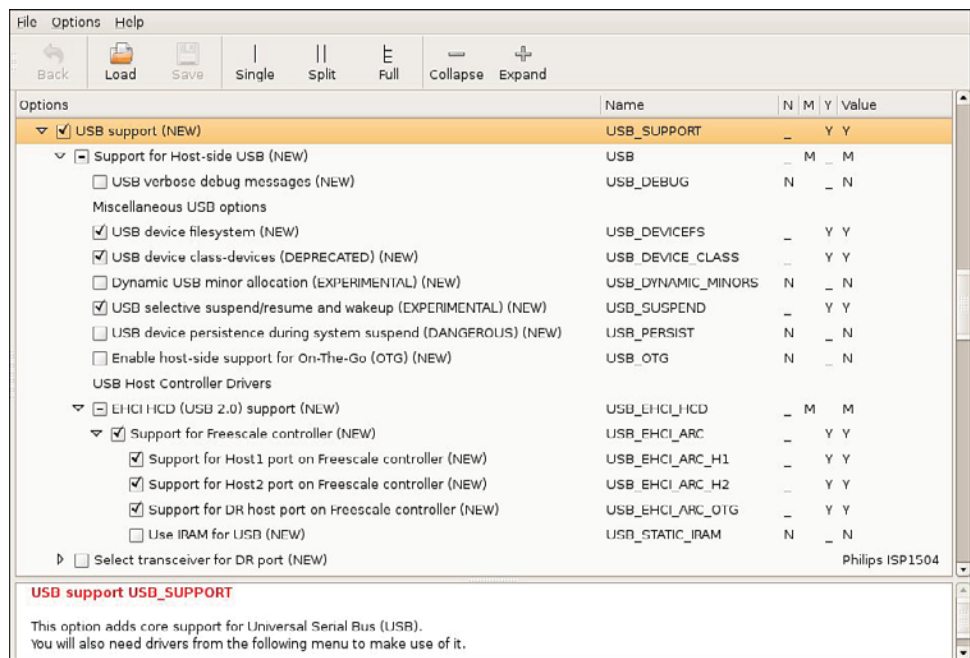 File Options Help
Back Load Save Single Split Full Collapse Expand
Options Name N M Y Value
USB support (NEW) USB_SUPPORT _ Y Y
Support for Host-side USB (NEW) USB _ M _ M
USB verbose debug messages (NEW) USB_DEBUG N _ N
Miscellaneous USB options
USB device filesystem (NEW) USB_DEVICEFS _ Y Y
USB device class-devices (DEPRECATED) (NEW) USB_DEVICE_CLASS _ Y Y
Dynamic USB minor allocation (EXPERIMENTAL) (NEW) USB_DYNAMIC_MINORS N _ N
USB selective suspend/resume and wakeup (EXPERIMENTAL) (NEW) USB_SUSPEND _ Y Y
USB device persistence during system suspend (DANGEROUS) (NEW) USB_PERSIST N _ N
Enable host-side support for On-The-Go (OTG) (NEW) USB_OTG N _ N
USB Host Controller Drivers
EHCI HCD (USB 2.0) support (NEW) USB_EHCI_HCD _ M M
Support for Freescale controller (NEW) USB_EHCI_ARC _ Y Y
Support for Host1 port on Freescale controller (NEW) USB_EHCI_ARC_H1 _ Y Y
Support for Host2 port on Freescale controller (NEW) USB_EHCI_ARC_H2 _ Y Y
Support for DR host port on Freescale controller (NEW) USB_EHCI_ARC_OTG _ Y Y
Use IRAM for USB (NEW) USB_STATIC_IRAM N _ N
Select transceiver for DR port (NEW) Philips ISP1504
USB support USB_SUPPORT
This option adds core support for Universal Serial Bus (USB).
You will also need drivers from the following menu to make use of it.